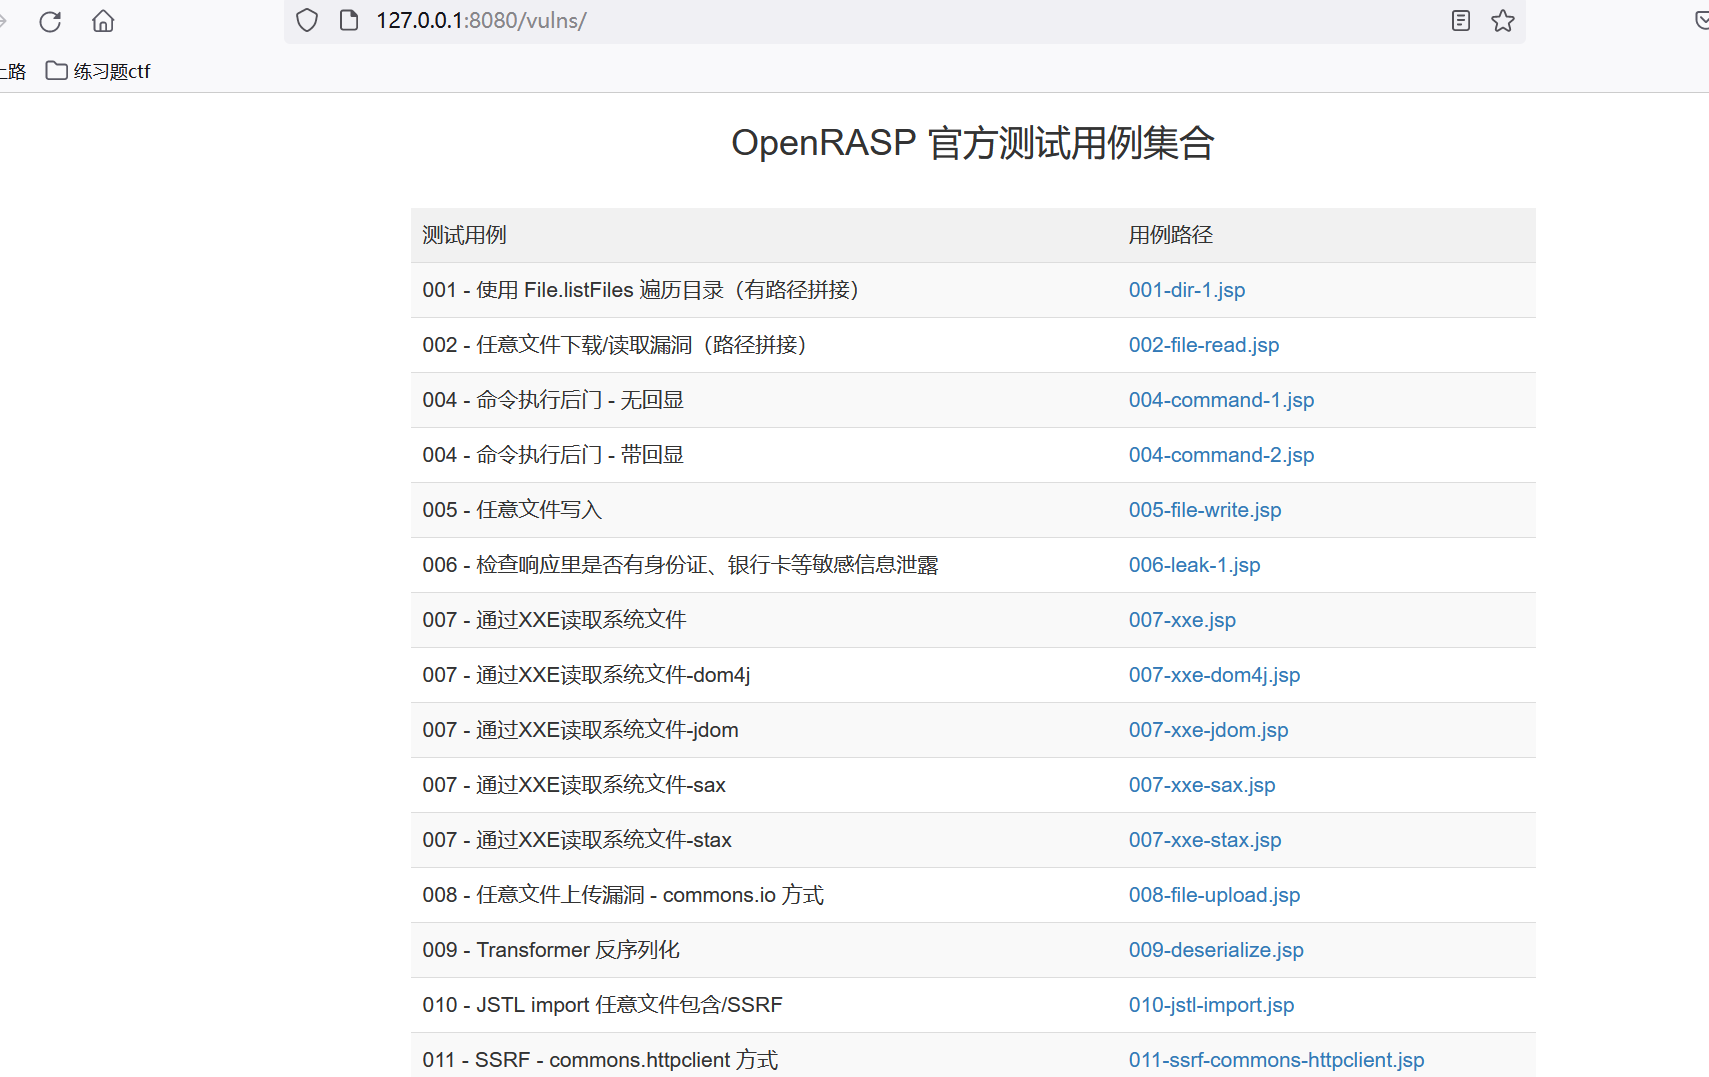 127.0.0.1:8080/vulns/
上路 练习题ctf
OpenRASP 官方测试用例集合
测试用例 用例路径
001 - 使用 File.listFiles 遍历目录（有路径拼接） 001-dir-1.jsp
002 - 任意文件下载/读取漏洞（路径拼接） 002-file-read.jsp
004 - 命令执行后门 - 无回显 004-command-1.jsp
004 - 命令执行后门 - 带回显 004-command-2.jsp
005 - 任意文件写入 005-file-write.jsp
006 - 检查响应里是否有身份证、银行卡等敏感信息泄露 006-leak-1.jsp
007 - 通过XXE读取系统文件 007-xxe.jsp
007 - 通过XXE读取系统文件-dom4j 007-xxe-dom4j.jsp
007 - 通过XXE读取系统文件-jdom 007-xxe-jdom.jsp
007 - 通过XXE读取系统文件-sax 007-xxe-sax.jsp
007 - 通过XXE读取系统文件-stax 007-xxe-stax.jsp
008 - 任意文件上传漏洞 - commons.io 方式 008-file-upload.jsp
009 - Transformer 反序列化 009-deserialize.jsp
010 - JSTL import 任意文件包含/SSRF 010-jstl-import.jsp
011 - SSRF - commons.httpclient 方式 011-ssrf-commons-httpclient.jsp